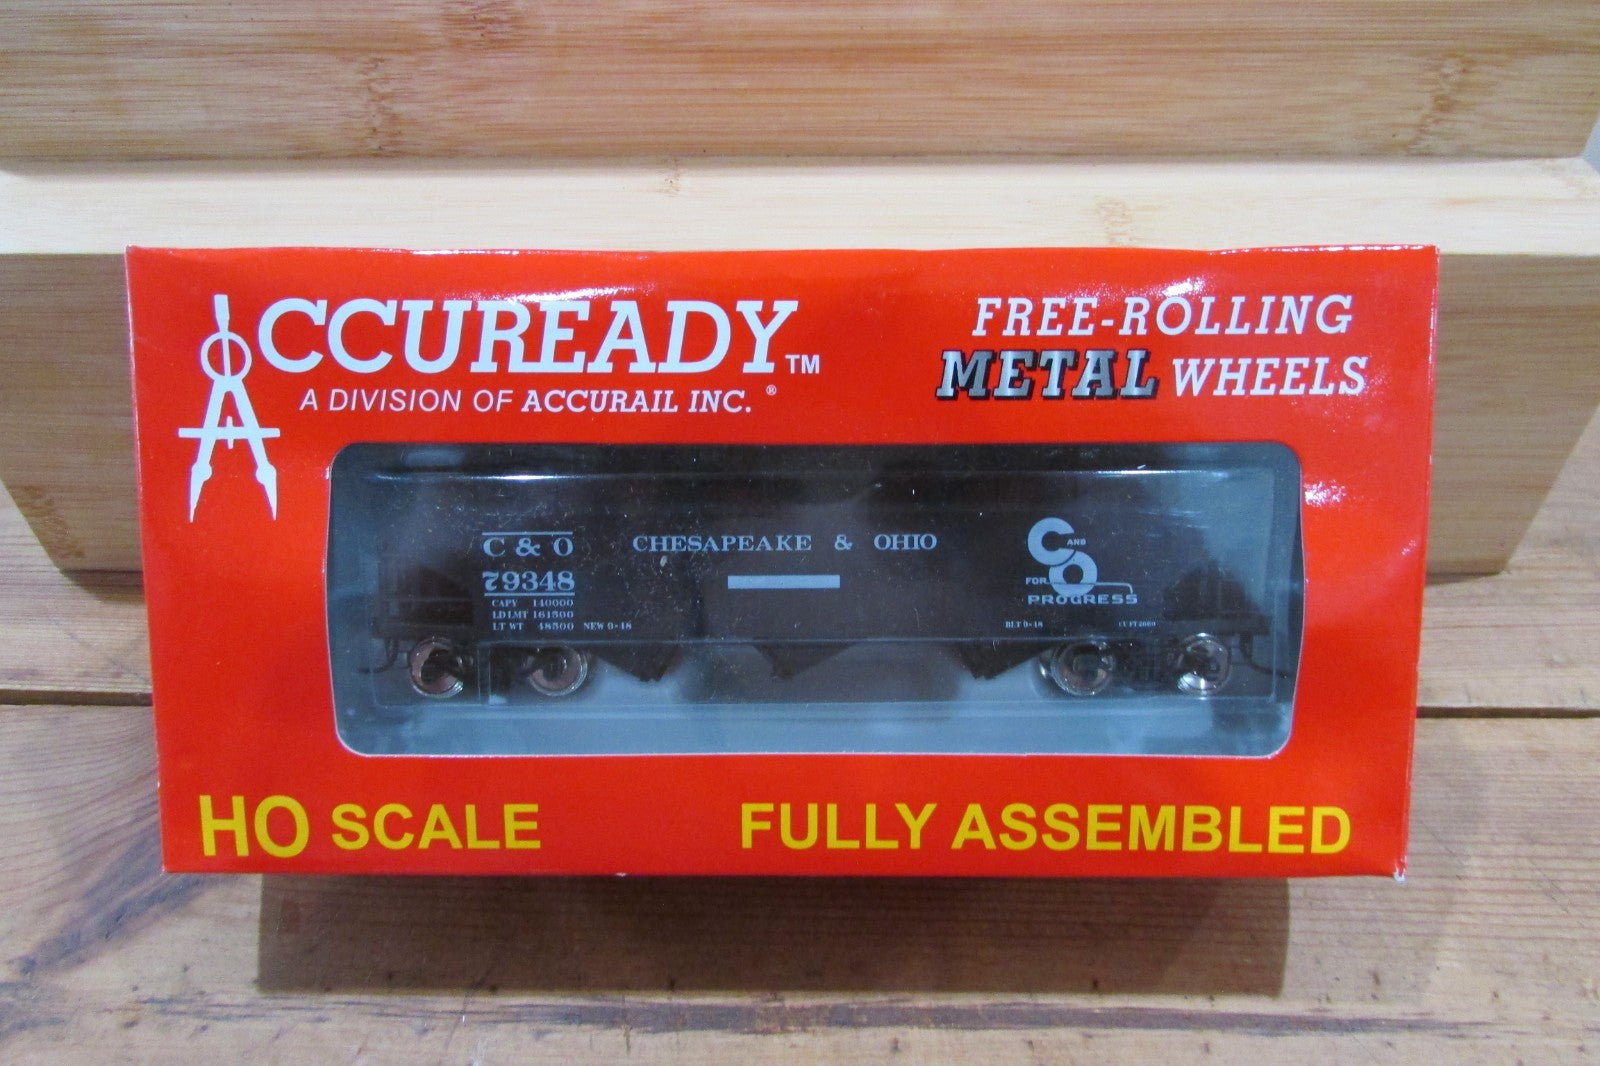 ACCUREADY™
A DIVISION OF ACCURAIL INC.®
FREE-ROLLING
METAL WHEELS
C & O
79348
CAPY 140000
LD LMT 161500
LT WT 48500 NEW 9-48
CHESAPEAKE & OHIO
C AND O
FOR
PROGRESS
BLT 9-48
HO SCALE
FULLY ASSEMBLED